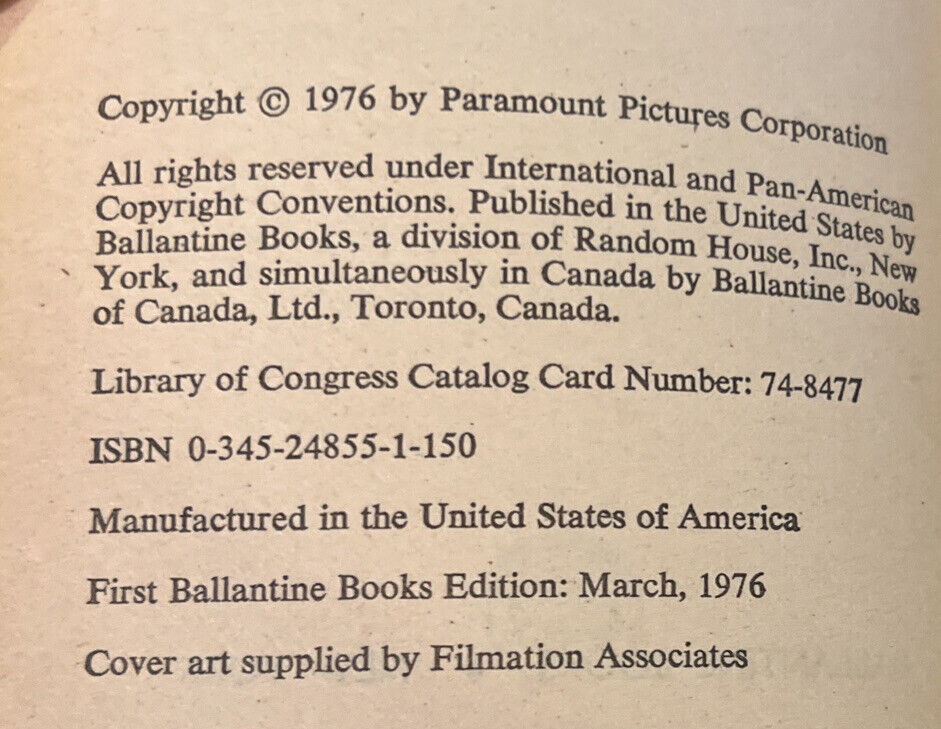 Copyright © 1976 by Paramount Pictures Corporation
All rights reserved under International and Pan-American
Copyright Conventions. Published in the United States by
Ballantine Books, a division of Random House, Inc., New
York, and simultaneously in Canada by Ballantine Books
of Canada, Ltd., Toronto, Canada.
Library of Congress Catalog Card Number: 74-8477
ISBN 0-345-24855-1-150
Manufactured in the United States of America
First Ballantine Books Edition: March, 1976
Cover art supplied by Filmation Associates